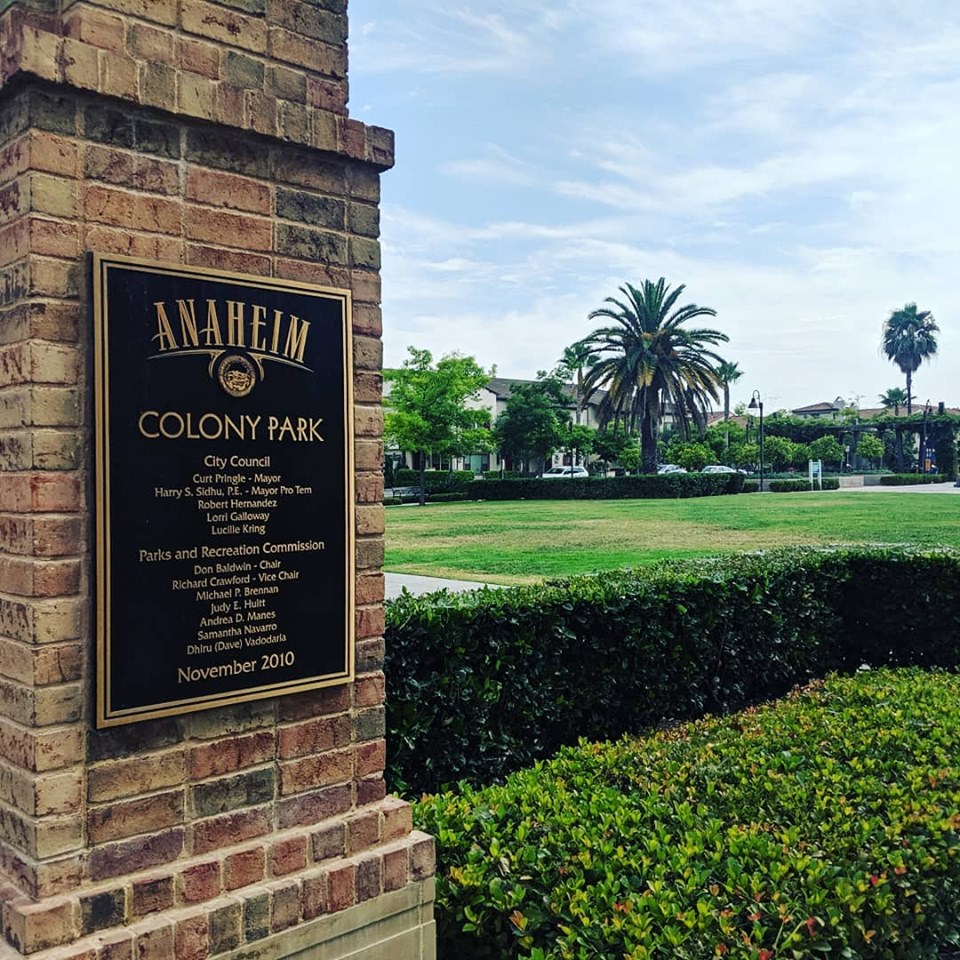 ANAHEIM
COLONY PARK
City Council
Curt Pringle - Mayor
Harry S. Sidhu, P.E. - Mayor Pro Tem
Robert Hernandez
Lorri Galloway
Lucille Kring
Parks and Recreation Commission
Don Baldwin - Chair
Richard Crawford - Vice Chair
Michael P. Brennan
Judy E. Huitt
Andrea D. Manes
Samantha Navarro
Dhiru (Dave) Vadodaria
November 2010